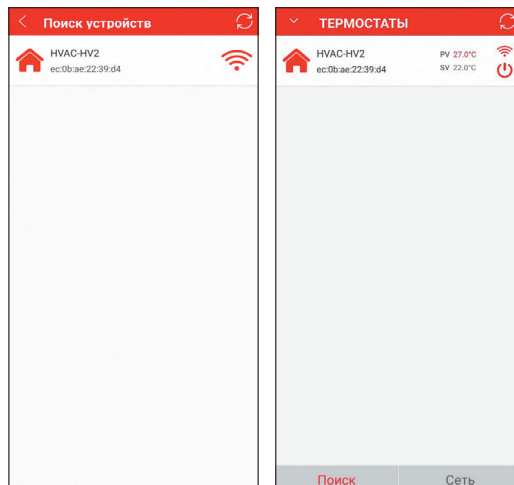 Поиск устройств
HVAC-HV2
ec:0b:ae:22:39:d4
ТЕРМОСТАТЫ
HVAC-HV2 PV 27.0°C
ec:0b:ae:22:39:d4 SV 22.0°C
Поиск Сеть